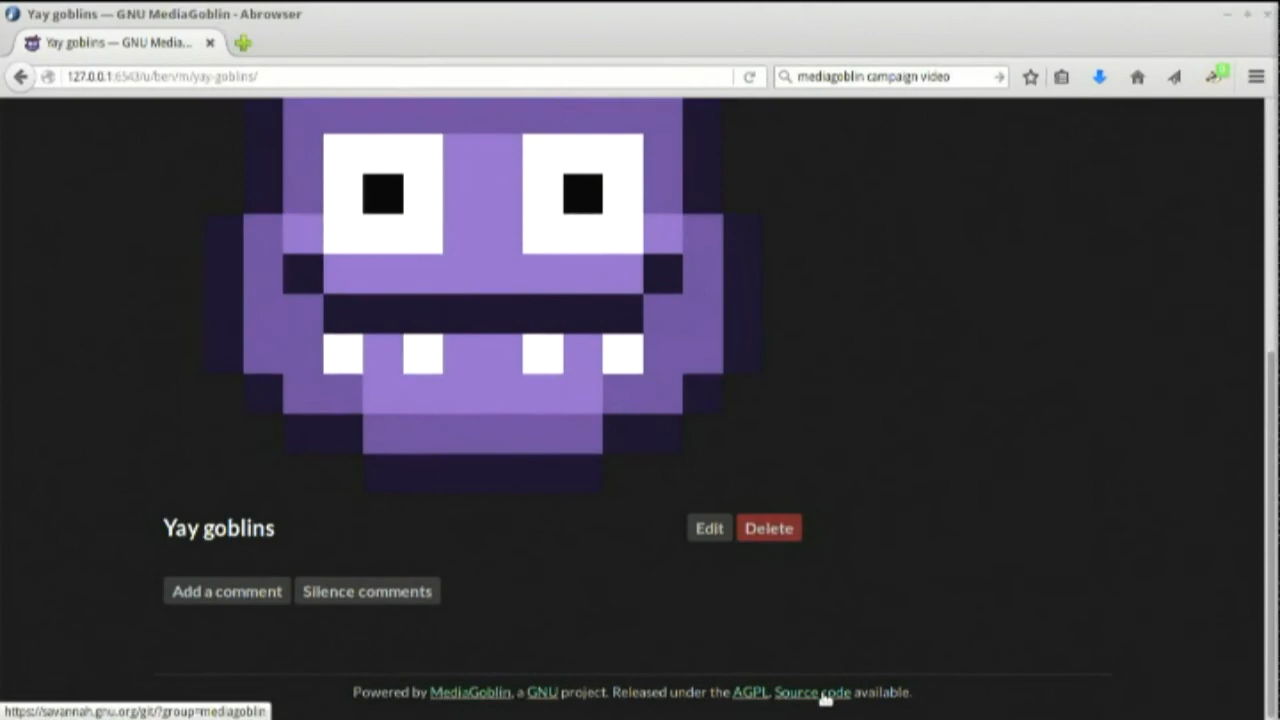 Yay goblins — GNU MediaGoblin - Abrowser
Yay goblins — GNU Media...
127.0.0.1:6543/u/ben/m/yay-goblins/
mediagoblin campaign video
Yay goblins
Edit
Delete
Add a comment
Silence comments
Powered by MediaGoblin, a GNU project. Released under the AGPL. Source code available.
https://savannah.gnu.org/git/?group=mediagoblin